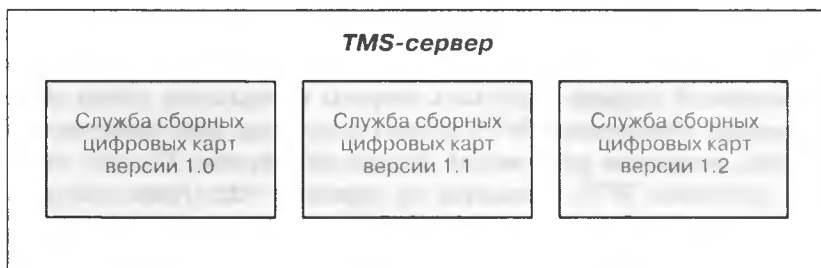 TMS-сервер
Служба сборных
цифровых карт
версии 1.0
Служба сборных
цифровых карт
версии 1.1
Служба сборных
цифровых карт
версии 1.2